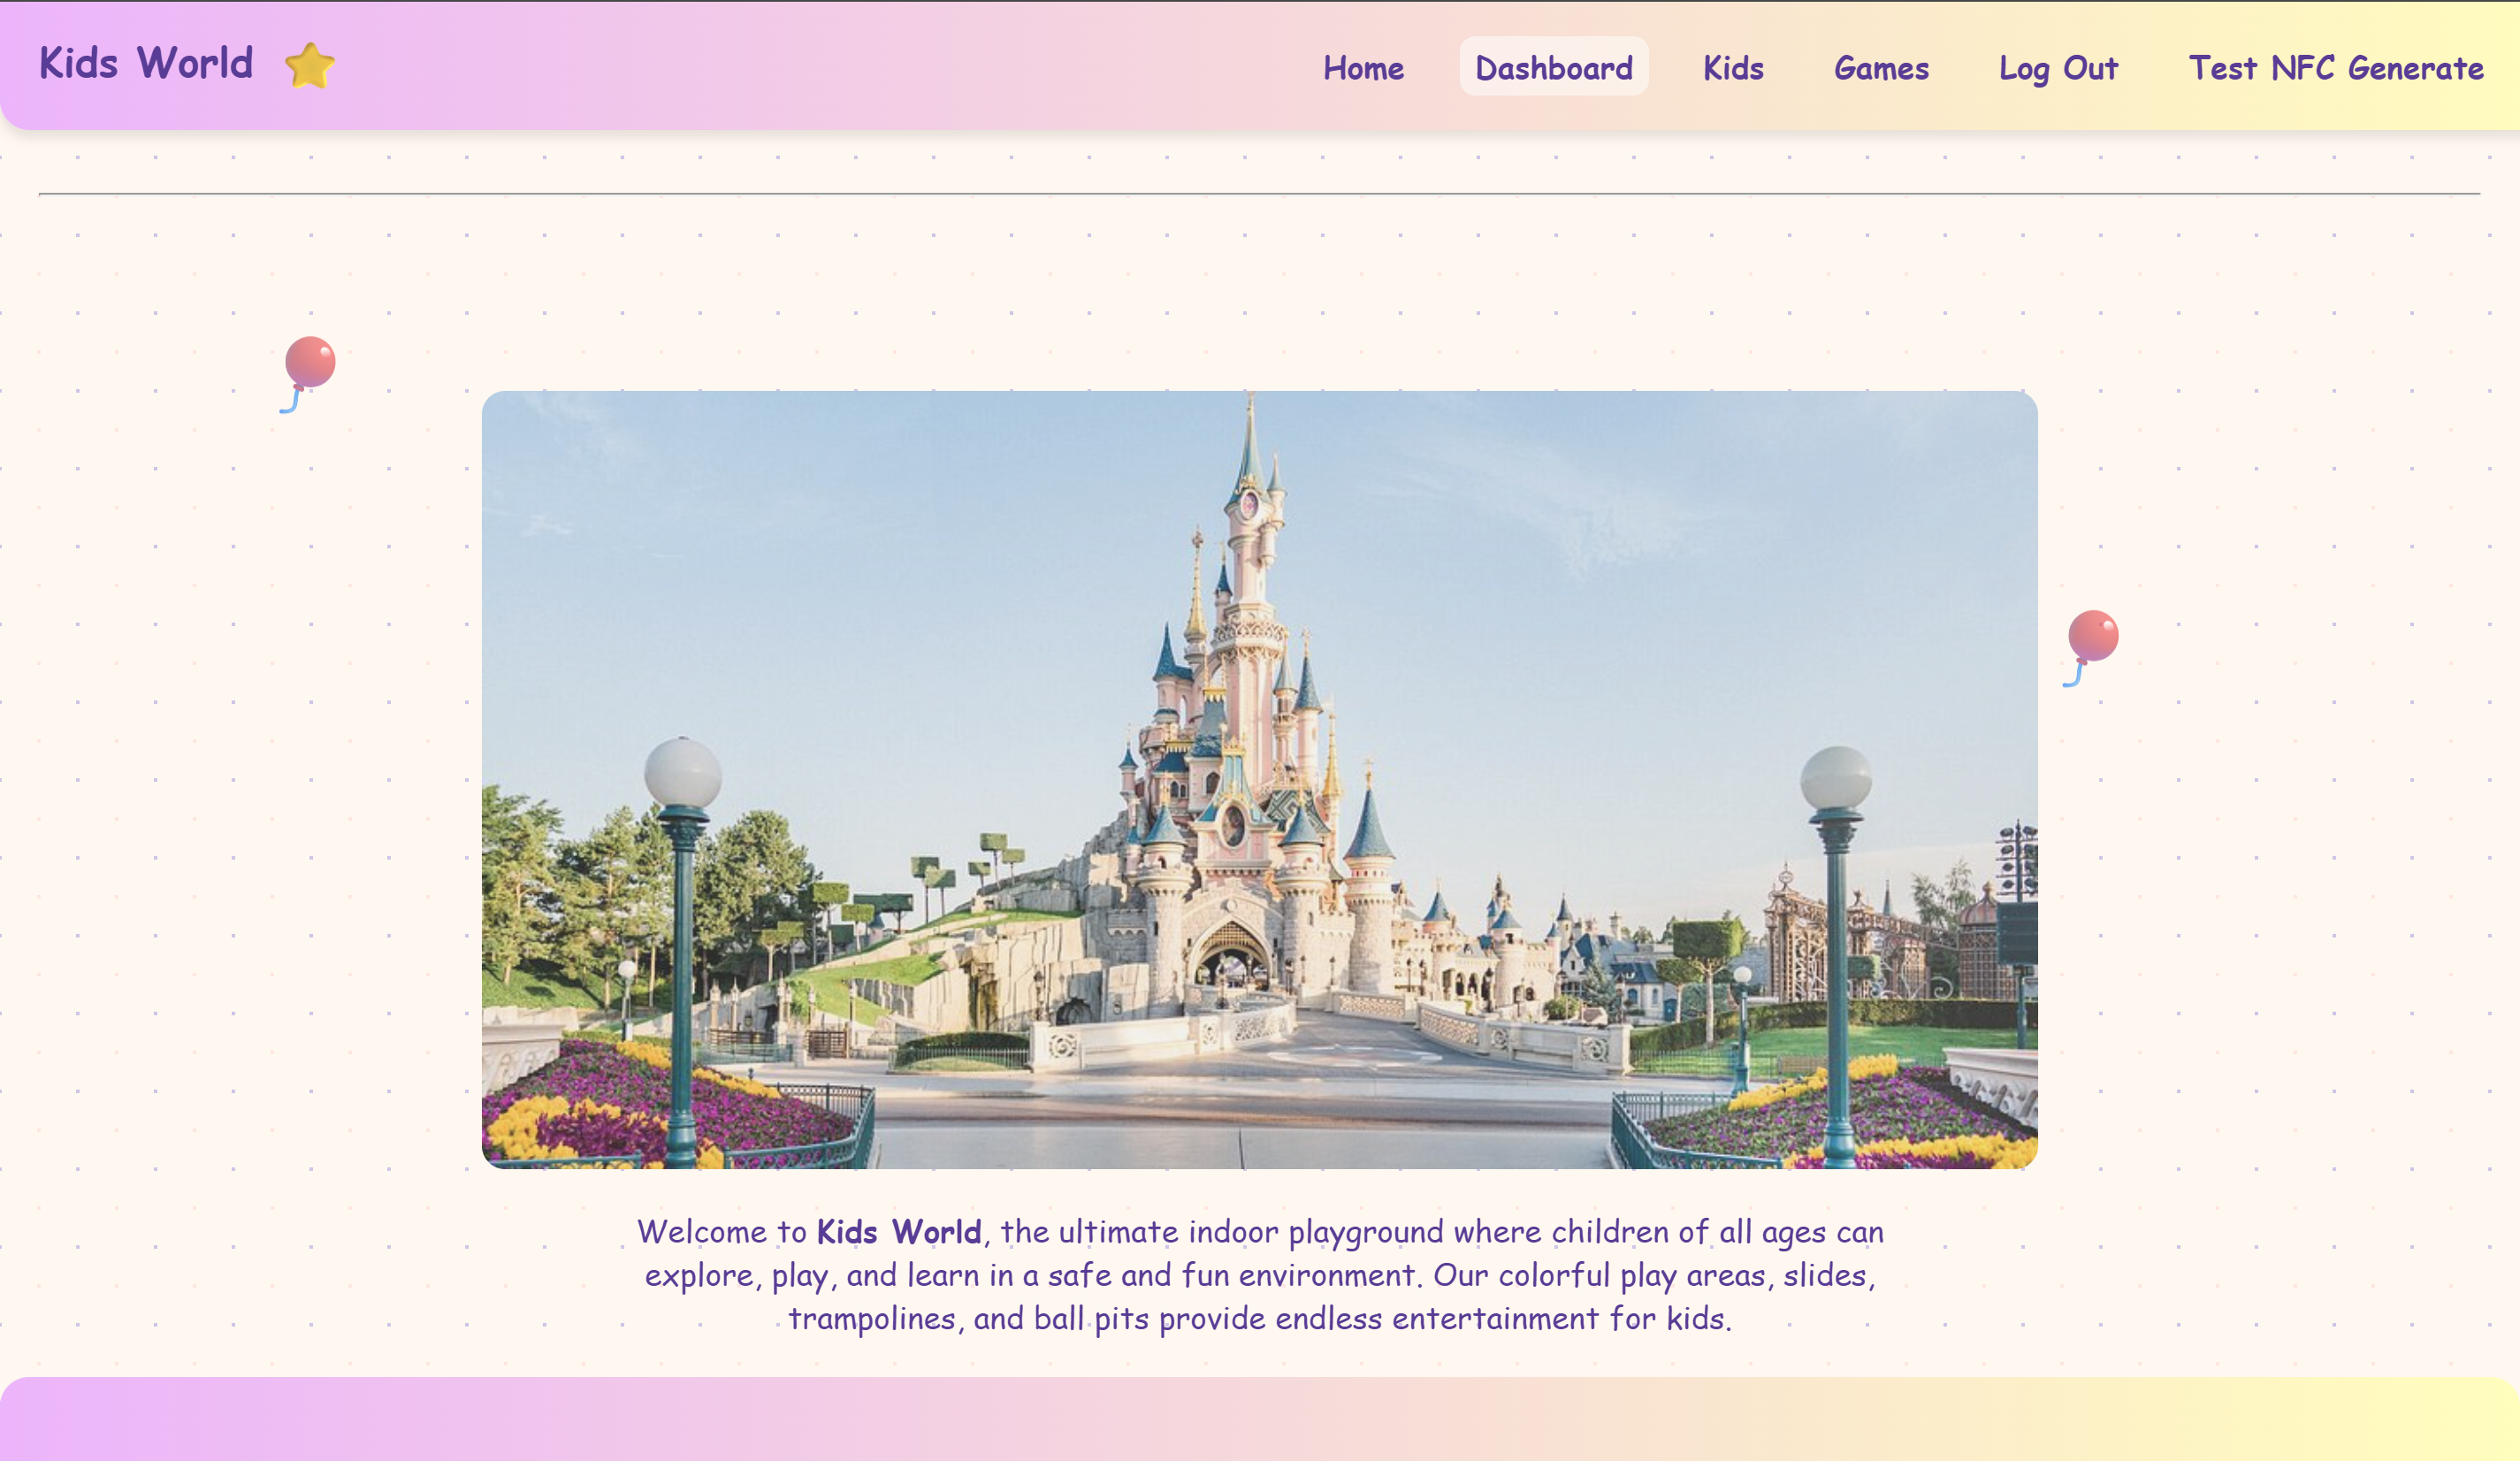 Kids World
Home Dashboard Kids Games Log Out Test NFC Generate
Welcome to Kids World, the ultimate indoor playground where children of all ages can
explore, play, and learn in a safe and fun environment. Our colorful play areas, slides,
trampolines, and ball pits provide endless entertainment for kids.